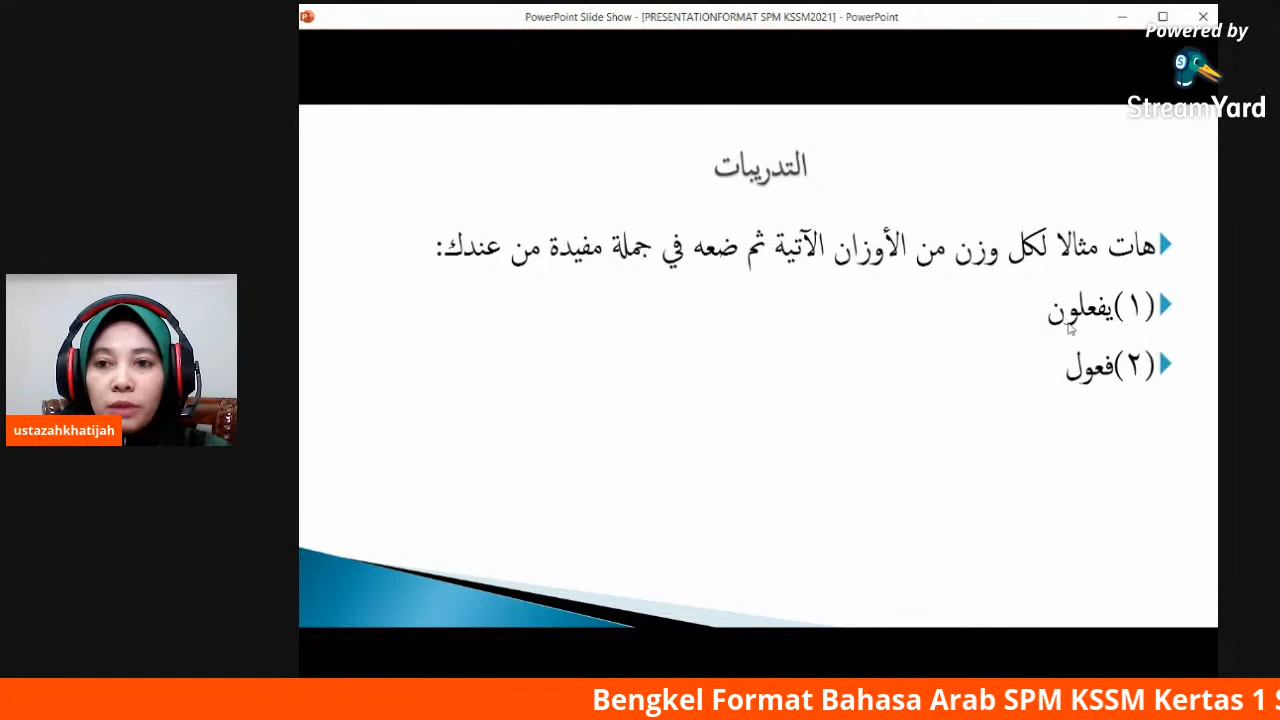 PowerPoint Slide Show - [PRESENTATIONFORMAT SPM KSSM2021] - PowerPoint
Powered by
StreamYard
التدريبات
هات مثالا لكل وزن من الأوزان الآتية ثم ضعه في جملة مفيدة من عندك:
(١)يفعلون
(٢)فعول
ustazahkhatijah
Bengkel Format Bahasa Arab SPM KSSM Kertas 1 S